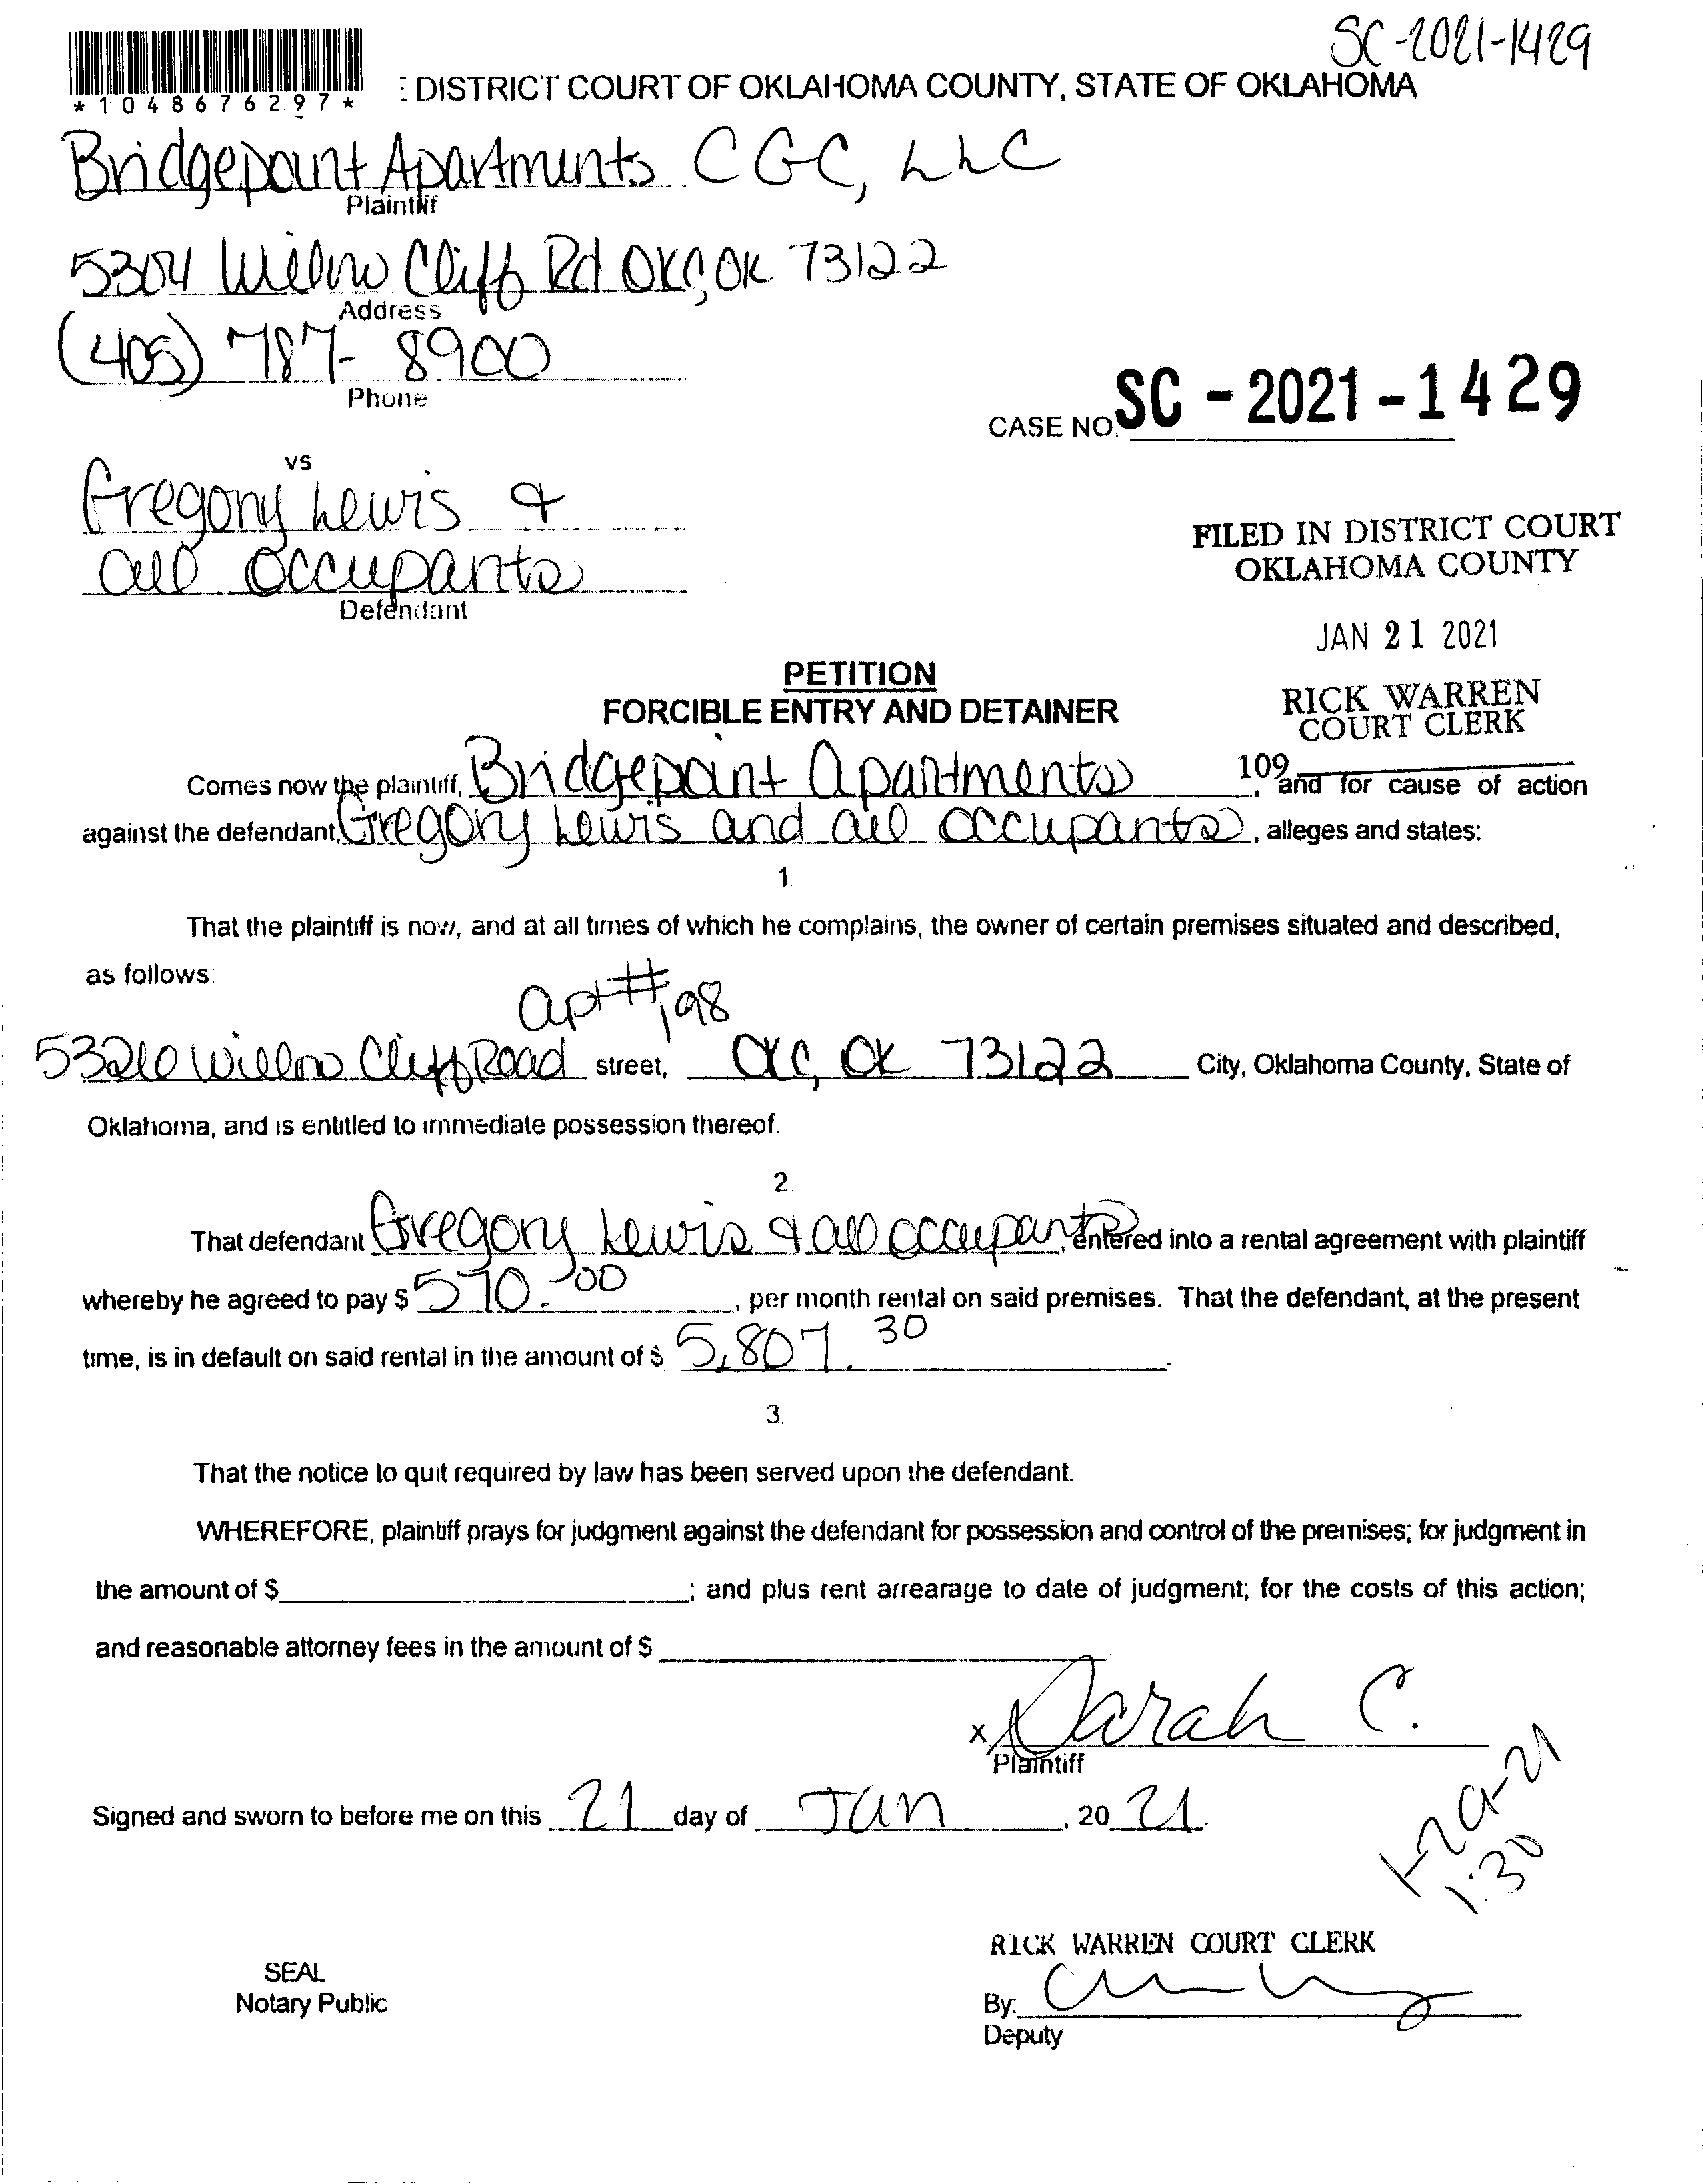 SC-2021-1429
*1048676297*
: DISTRICT COURT OF OKLAHOMA COUNTY, STATE OF OKLAHOMA
Bridgepoint Apartments CGC, LLC
Plaintiff
5304 Willow Cliff Rd OKC, OK 73122
Address
(405) 787-8900
Phone
CASE NO. SC-2021-1429
vs
Gregory Lewis &
all occupants
Defendant
FILED IN DISTRICT COURT
OKLAHOMA COUNTY
JAN 21 2021
RICK WARREN
COURT CLERK
109
PETITION
FORCIBLE ENTRY AND DETAINER
Comes now the plaintiff, Bridgepoint Apartments, and for cause of action
against the defendant, Gregory Lewis and all occupants, alleges and states:
1.
That the plaintiff is now, and at all times of which he complains, the owner of certain premises situated and described,
as follows:
apt #198
5326 Willow Cliff Road street, OKC, OK 73122 City, Oklahoma County, State of
Oklahoma, and is entitled to immediate possession thereof.
2.
That defendant Gregory Lewis & all occupants, entered into a rental agreement with plaintiff
whereby he agreed to pay $ 570.00, per month rental on said premises. That the defendant, at the present
time, is in default on said rental in the amount of $ 5,807.30.
3.
That the notice to quit required by law has been served upon the defendant.
WHEREFORE, plaintiff prays for judgment against the defendant for possession and control of the premises; for judgment in
the amount of $ ; and plus rent arrearage to date of judgment; for the costs of this action;
and reasonable attorney fees in the amount of $
x Sarah C.
Plaintiff
Signed and sworn to before me on this 21 day of Jan, 20 21.
1-29-21
1:30
RICK WARREN COURT CLERK
SEAL
Notary Public
By:
Deputy